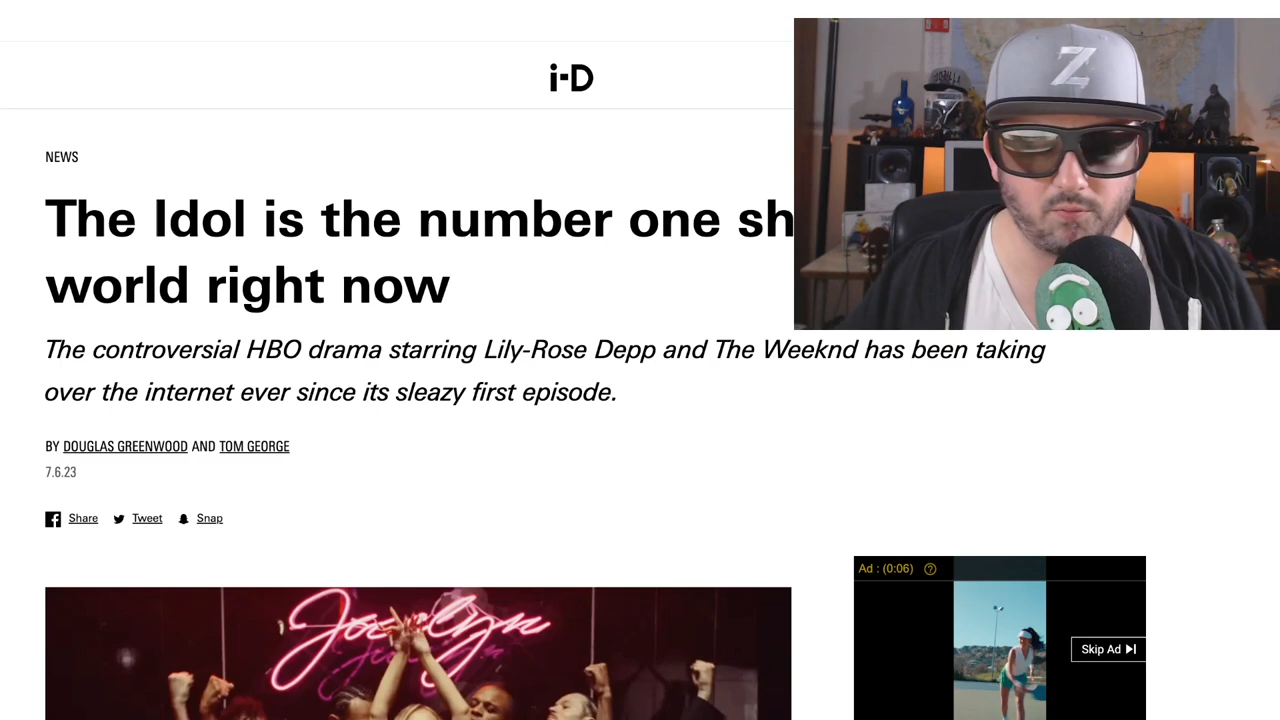 i-D
NEWS
The Idol is the number one sh
world right now
The controversial HBO drama starring Lily-Rose Depp and The Weeknd has been taking
over the internet ever since its sleazy first episode.
BY DOUGLAS GREENWOOD AND TOM GEORGE
7.6.23
Share Tweet Snap
Jocelyn
Ad : (0:06)
Skip Ad
Z